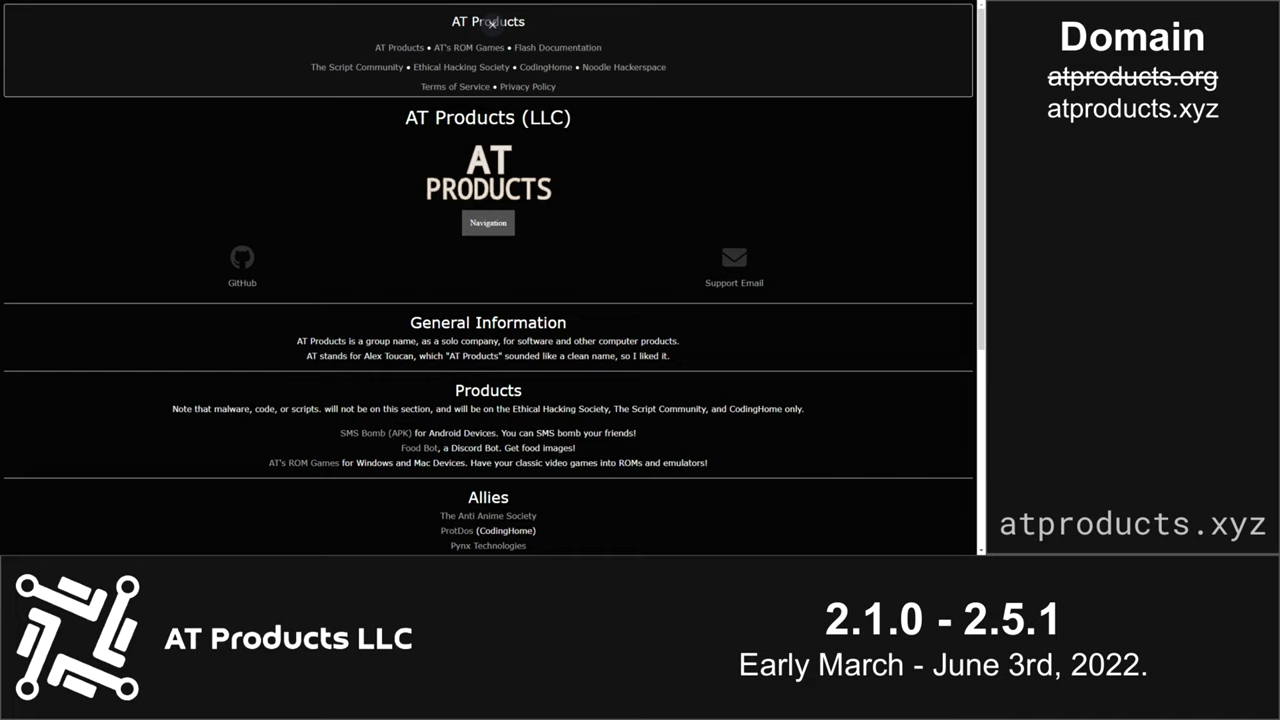 AT Products
AT Products • AT's ROM Games • Flash Documentation
The Script Community • Ethical Hacking Society • CodingHome • Noodle Hackerspace
Terms of Service • Privacy Policy
AT Products (LLC)
AT
PRODUCTS
Navigation
GitHub
Support Email
General Information
AT Products is a group name, as a solo company, for software and other computer products.
AT stands for Alex Toucan, which "AT Products" sounded like a clean name, so I liked it.
Products
Note that malware, code, or scripts. will not be on this section, and will be on the Ethical Hacking Society, The Script Community, and CodingHome only.
SMS Bomb (APK) for Android Devices. You can SMS bomb your friends!
Food Bot, a Discord Bot. Get food images!
AT's ROM Games for Windows and Mac Devices. Have your classic video games into ROMs and emulators!
Allies
The Anti Anime Society
ProtDos (CodingHome)
Pynx Technologies
Domain
atproducts.org
atproducts.xyz
atproducts.xyz
AT Products LLC
2.1.0 - 2.5.1
Early March - June 3rd, 2022.